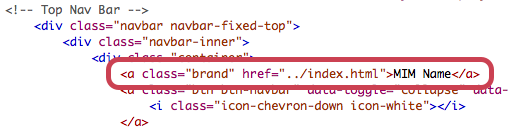 <!-- Top Nav Bar -->
<div class="navbar navbar-fixed-top">
<div class="navbar-inner">
<div class="container">
<a class="brand" href="../index.html">MIM Name</a>
<a class="btn btn-navbar" data-toggle="collapse" data-
<i class="icon-chevron-down icon-white"></i>
</a>